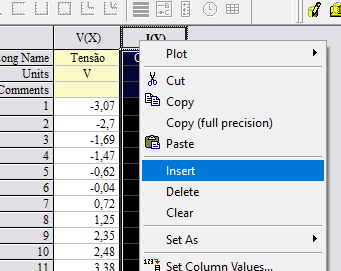 V(X) I(Y)
Long Name Tensão C
Units V
Comments
1 -3,07
2 -2,7
3 -1,69
4 -1,47
5 -0,62
6 -0,04
7 0,72
8 1,25
9 2,35
10 2,48
11 3,38
Plot
Cut
Copy
Copy (full precision)
Paste
Insert
Delete
Clear
Set As
Set Column Values...